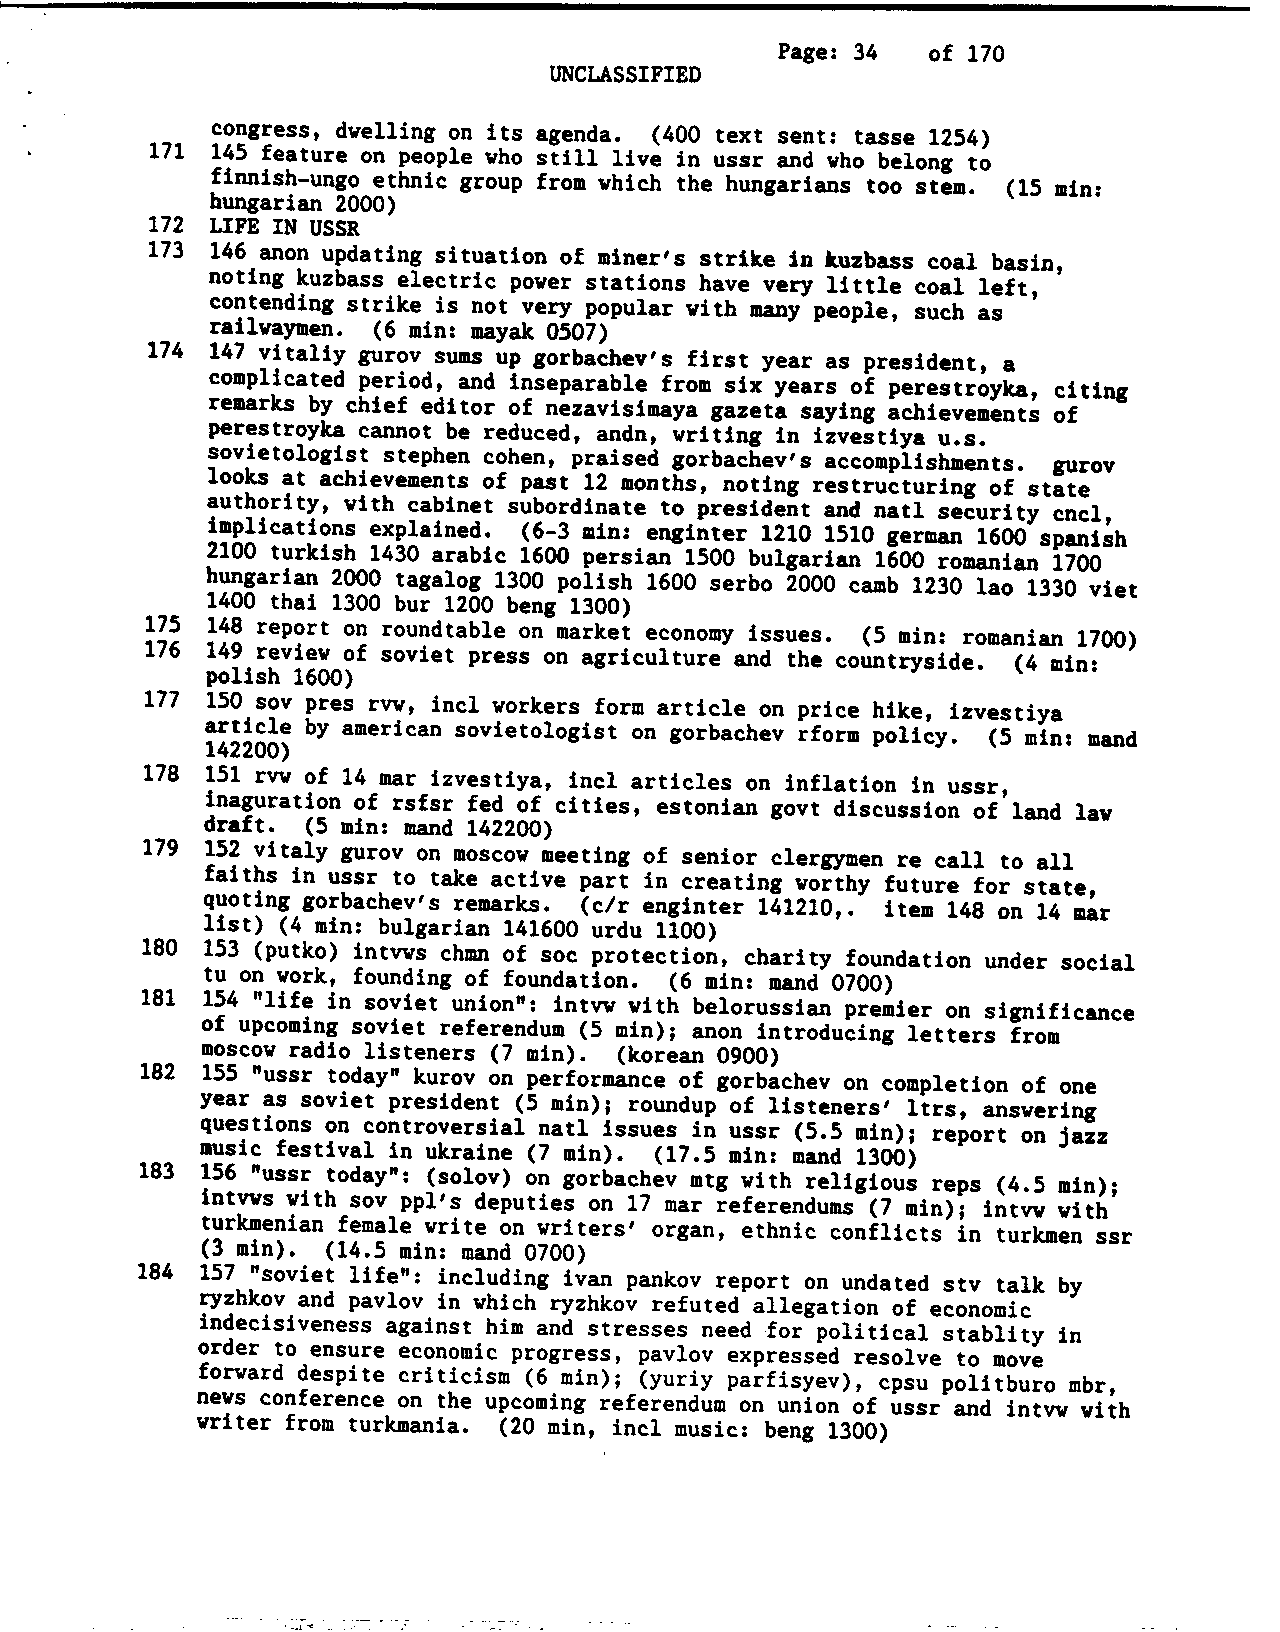 Page: 34 of 170
UNCLASSIFIED
congress, dwelling on its agenda. (400 text sent: tasse 1254)
171 145 feature on people who still live in ussr and who belong to
finnish-ungo ethnic group from which the hungarians too stem. (15 min:
hungarian 2000)
172 LIFE IN USSR
173 146 anon updating situation of miner's strike in kuzbass coal basin,
noting kuzbass electric power stations have very little coal left,
contending strike is not very popular with many people, such as
railwaymen. (6 min: mayak 0507)
174 147 vitaliy gurov sums up gorbachev's first year as president, a
complicated period, and inseparable from six years of perestroyka, citing
remarks by chief editor of nezavisimaya gazeta saying achievements of
perestroyka cannot be reduced, andn, writing in izvestiya u.s.
sovietologist stephen cohen, praised gorbachev's accomplishments. gurov
looks at achievements of past 12 months, noting restructuring of state
authority, with cabinet subordinate to president and natl security cncl,
implications explained. (6-3 min: enginter 1210 1510 german 1600 spanish
2100 turkish 1430 arabic 1600 persian 1500 bulgarian 1600 romanian 1700
hungarian 2000 tagalog 1300 polish 1600 serbo 2000 camb 1230 lao 1330 viet
1400 thai 1300 bur 1200 beng 1300)
175 148 report on roundtable on market economy issues. (5 min: romanian 1700)
176 149 review of soviet press on agriculture and the countryside. (4 min:
polish 1600)
177 150 sov pres rvw, incl workers form article on price hike, izvestiya
article by american sovietologist on gorbachev rform policy. (5 min: mand
142200)
178 151 rvw of 14 mar izvestiya, incl articles on inflation in ussr,
inaguration of rsfsr fed of cities, estonian govt discussion of land law
draft. (5 min: mand 142200)
179 152 vitaly gurov on moscow meeting of senior clergymen re call to all
faiths in ussr to take active part in creating worthy future for state,
quoting gorbachev's remarks. (c/r enginter 141210,. item 148 on 14 mar
list) (4 min: bulgarian 141600 urdu 1100)
180 153 (putko) intvws chmn of soc protection, charity foundation under social
tu on work, founding of foundation. (6 min: mand 0700)
181 154 "life in soviet union": intvw with belorussian premier on significance
of upcoming soviet referendum (5 min); anon introducing letters from
moscow radio listeners (7 min). (korean 0900)
182 155 "ussr today" kurov on performance of gorbachev on completion of one
year as soviet president (5 min); roundup of listeners' ltrs, answering
questions on controversial natl issues in ussr (5.5 min); report on jazz
music festival in ukraine (7 min). (17.5 min: mand 1300)
183 156 "ussr today": (solov) on gorbachev mtg with religious reps (4.5 min);
intvws with sov ppl's deputies on 17 mar referendums (7 min); intvw with
turkmenian female write on writers' organ, ethnic conflicts in turkmen ssr
(3 min). (14.5 min: mand 0700)
184 157 "soviet life": including ivan pankov report on undated stv talk by
ryzhkov and pavlov in which ryzhkov refuted allegation of economic
indecisiveness against him and stresses need for political stablity in
order to ensure economic progress, pavlov expressed resolve to move
forward despite criticism (6 min); (yuriy parfisyev), cpsu politburo mbr,
news conference on the upcoming referendum on union of ussr and intvw with
writer from turkmania. (20 min, incl music: beng 1300)